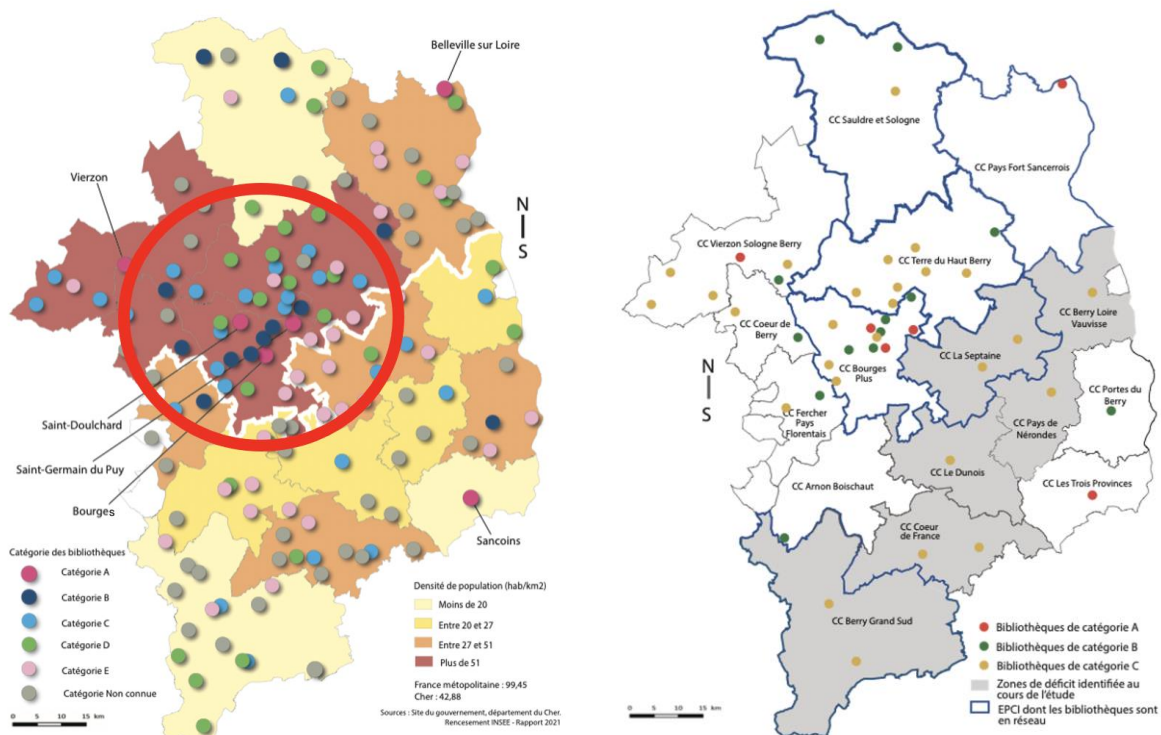 Belleville sur Loire
Vierzon
N
S
Saint-Doulchard
Saint-Germain du Puy
Bourges
Sancoins
Catégorie des bibliothèques
Catégorie A
Catégorie B
Catégorie C
Catégorie D
Catégorie E
Catégorie Non connue
0 5 10 15 km
Densité de population (hab/km2)
Moins de 20
Entre 20 et 27
Entre 27 et 51
Plus de 51
France métopolitaine : 99,45
Cher : 42,88
Sources : Site du gouvernement, département du Cher.
Rencesement INSEE - Rapport 2021
CC Sauldre et Sologne
CC Pays Fort Sancerrois
CC Vierzon Sologne Berry
CC Terre du Haut Berry
CC Berry Loire
Vauvisse
CC Coeur de
Berry
CC La Septaine
CC Bourges
Plus
N
S
CC Portes du
Berry
CC Fercher
Pays
Florentais
CC Pays de
Nérondes
CC Le Dunois
CC Arnon Boischaut
CC Les Trois Provinces
CC Coeur
de France
CC Berry Grand Sud
Bibliothèques de catégorie A
Bibliothèques de catégorie B
Bibliothèques de catégorie C
Zones de déficit identifiée au
cours de l'étude
EPCI dont les bibliothèques sont
en réseau
0 5 10 15 km